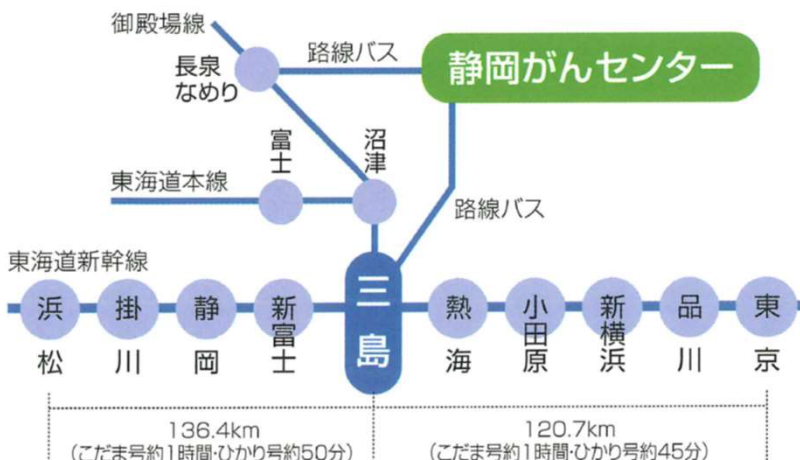 御殿場線
路線バス
静岡がんセンター
長泉
なめり
富士
沼津
東海道本線
路線バス
東海道新幹線
浜松
掛川
静岡
新富士
三島
熱海
小田原
新横浜
品川
東京
136.4km
(こだま号約1時間・ひかり号約50分)
120.7km
(こだま号約1時間・ひかり号約45分)